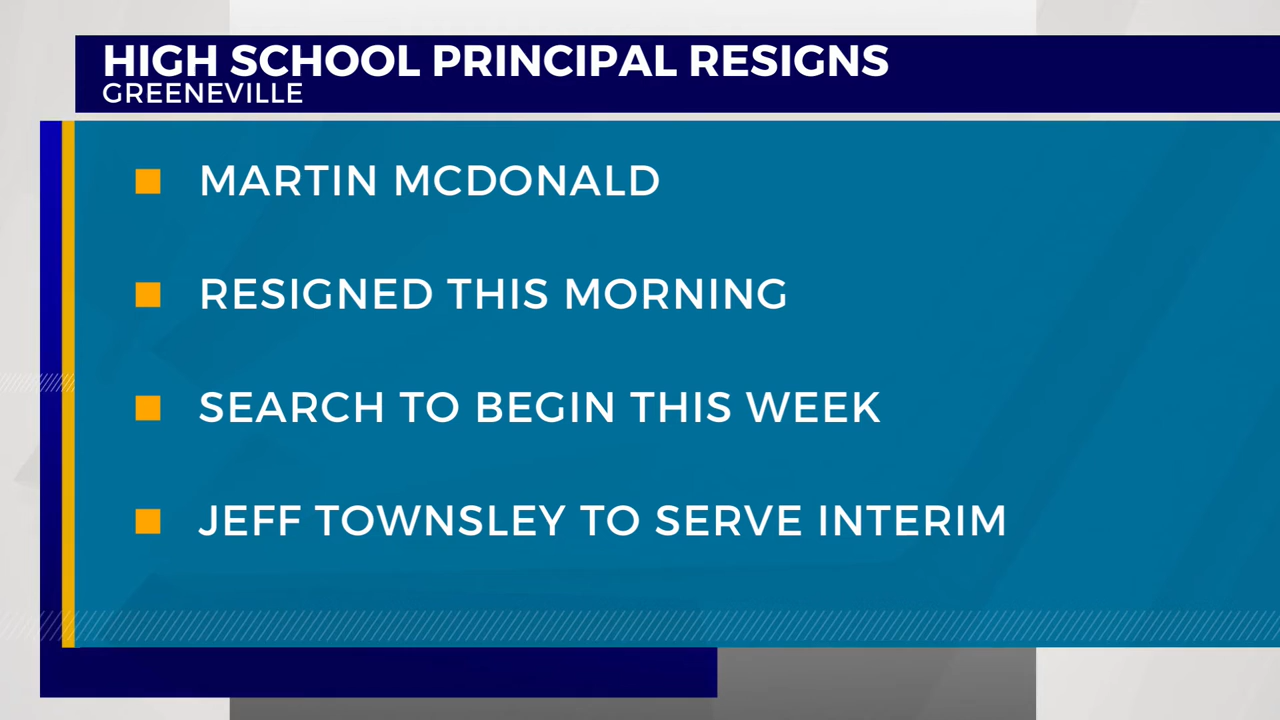 HIGH SCHOOL PRINCIPAL RESIGNS
GREENEVILLE
MARTIN MCDONALD
RESIGNED THIS MORNING
SEARCH TO BEGIN THIS WEEK
JEFF TOWNSLEY TO SERVE INTERIM